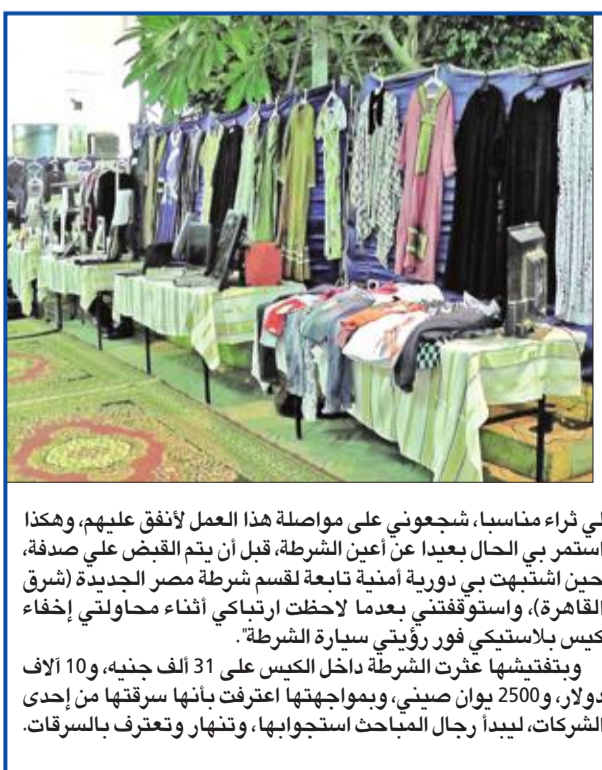 لي ثراء مناسبا، شجعوني على مواصلة هذا العمل لأنفق عليهم، وهكذا
استمر بي الحال بعيدا عن أعين الشرطة، قبل أن يتم القبض علي صدفة،
حين اشتبهت بي دورية أمنية تابعة لقسم شرطة مصر الجديدة (شرق
القاهرة)، واستوقفتني بعدما لاحظت ارتباكي أثناء محاولتي إخفاء
كيس بلاستيكي فور رؤيتي سيارة الشرطة".
وبتفتيشها عثرت الشرطة داخل الكيس على 31 ألف جنيه، و10 آلاف
دولار، و2500 يوان صيني، وبمواجهتها اعترفت بأنها سرقتها من إحدى
الشركات، ليبدأ رجال المباحث استجوابها، وتنهار وتعترف بالسرقات.